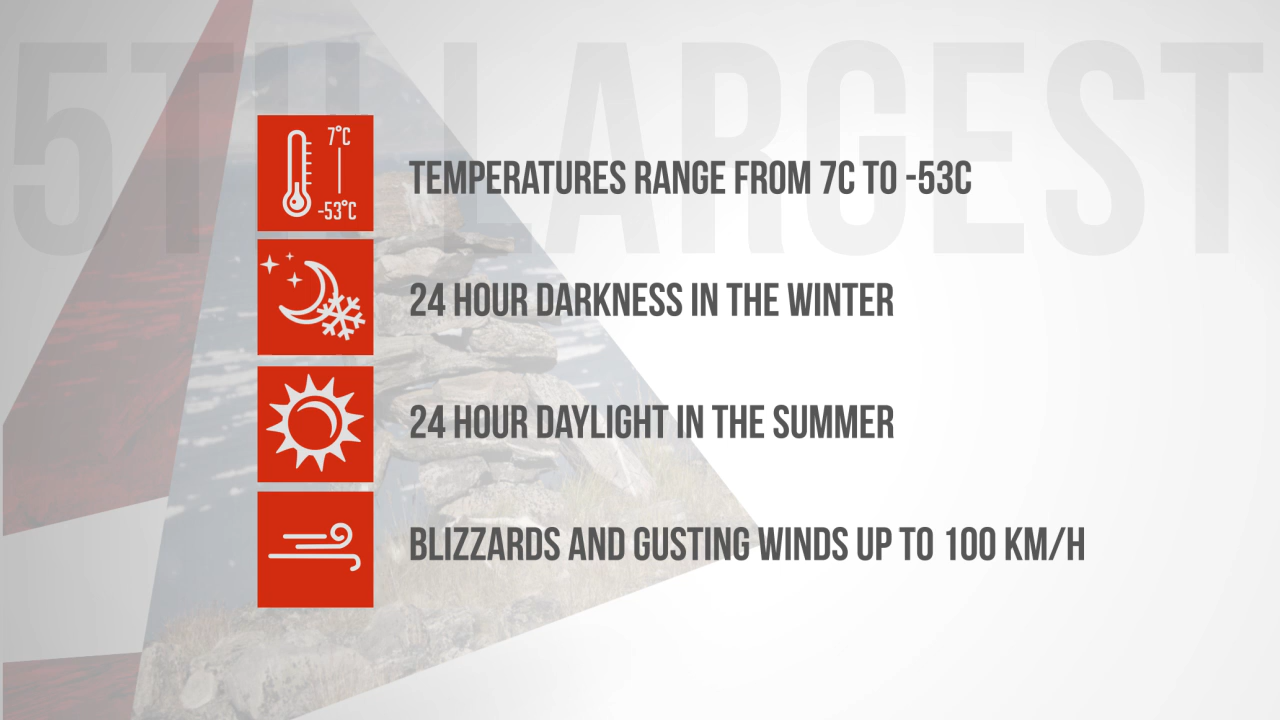 5TH LARGEST
7°C
-53°C
TEMPERATURES RANGE FROM 7C TO -53C
24 HOUR DARKNESS IN THE WINTER
24 HOUR DAYLIGHT IN THE SUMMER
BLIZZARDS AND GUSTING WINDS UP TO 100 KM/H